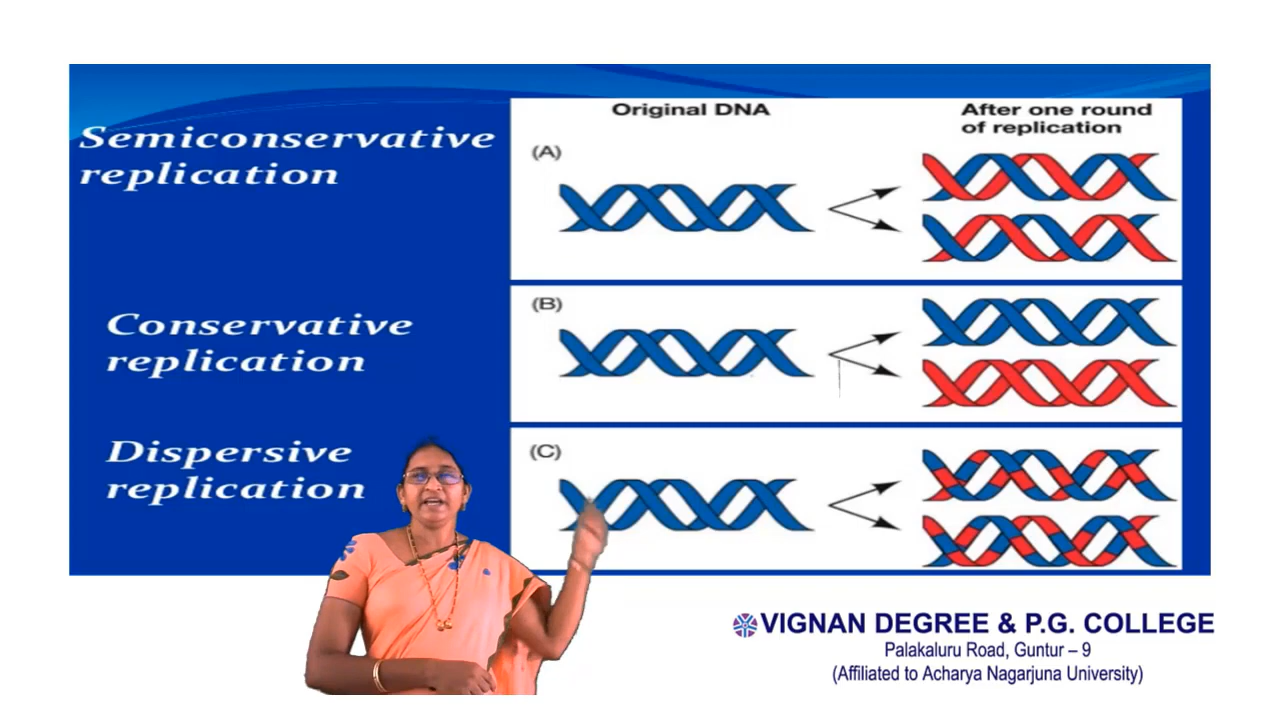 Semiconservative
replication
Original DNA
After one round
of replication
(A)
Conservative
replication
(B)
Dispersive
replication
(C)
VIGNAN DEGREE & P.G. COLLEGE
Palakaluru Road, Guntur – 9
(Affiliated to Acharya Nagarjuna University)